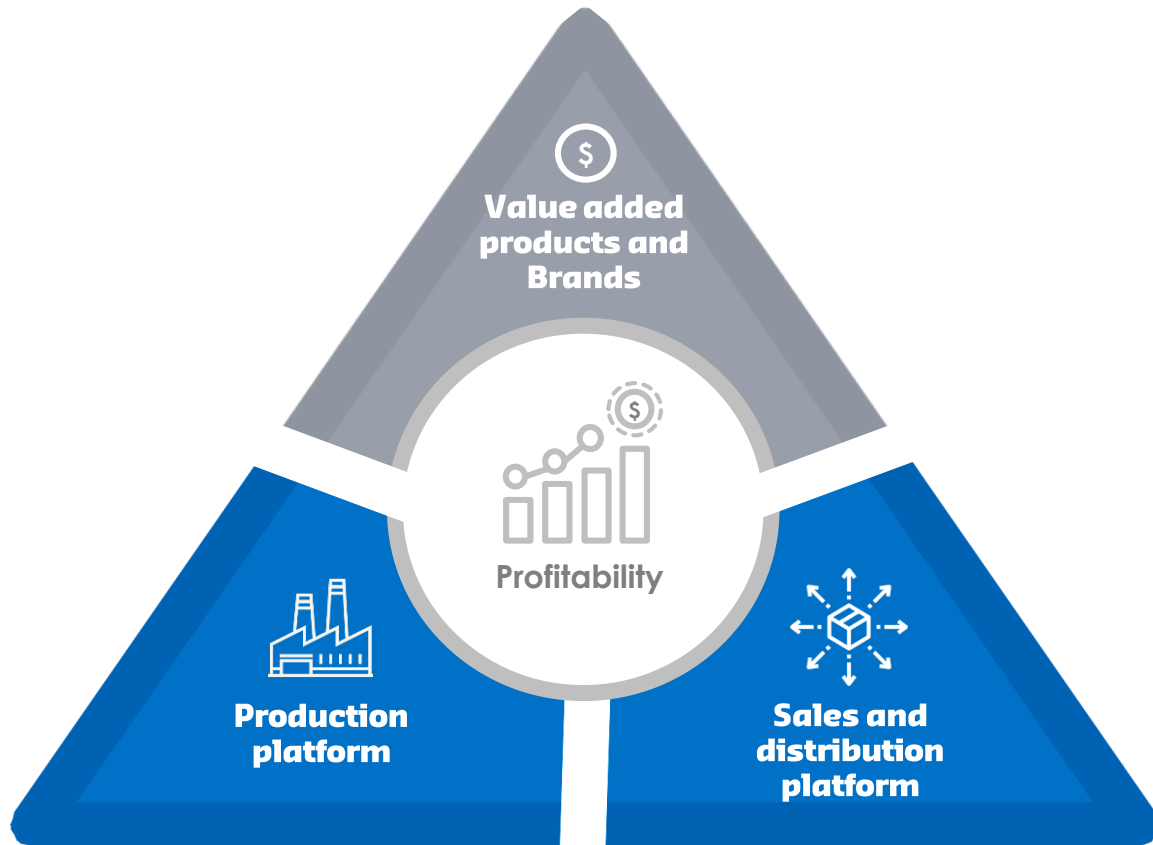 $
Value added
products and
Brands
$
Profitability
Production
platform
Sales and
distribution
platform